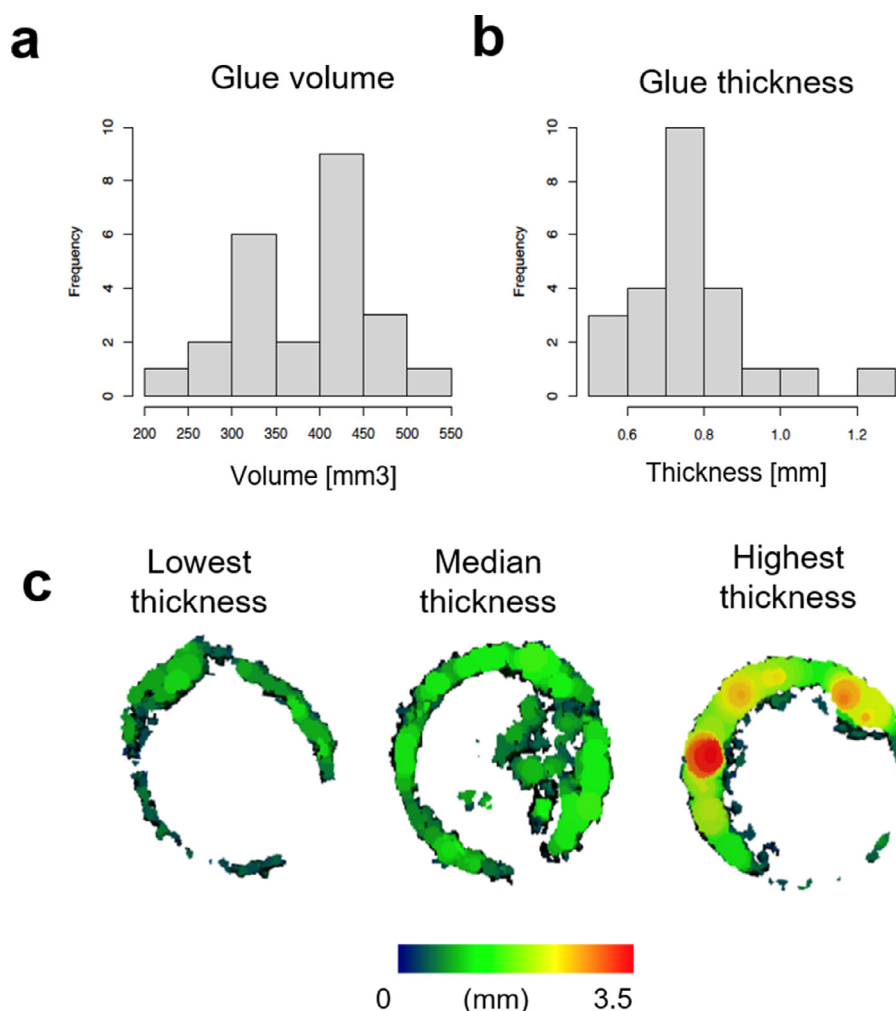 a
Glue volume
Frequency
0
2
4
6
8
10
200 250 300 350 400 450 500 550
Volume [mm3]
b
Glue thickness
Frequency
0
2
4
6
8
10
0.6 0.8 1.0 1.2
Thickness [mm]
c
Lowest
thickness
Median
thickness
Highest
thickness
0 (mm) 3.5